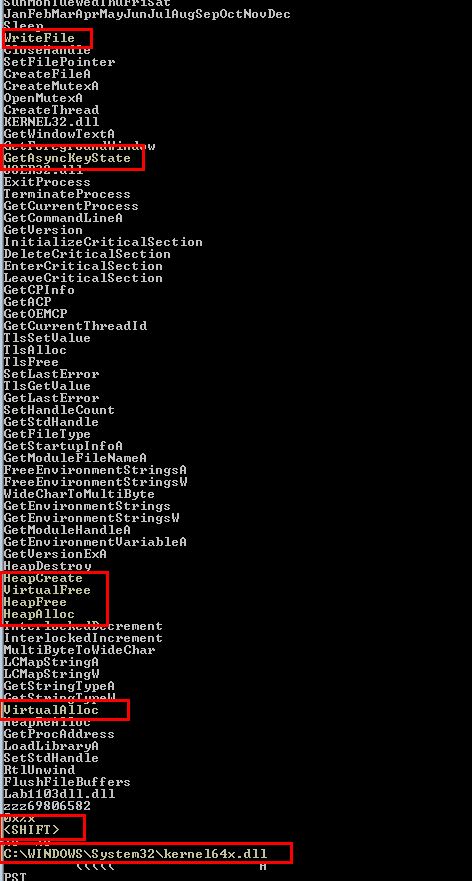 SunMonTueWedThuFriSat
JanFebMarAprMayJunJulAugSepOctNovDec
Sleep
WriteFile
CloseHandle
SetFilePointer
CreateFileA
CreateMutexA
OpenMutexA
CreateThread
KERNEL32.dll
GetWindowTextA
GetForegroundWindow
GetAsyncKeyState
USER32.dll
ExitProcess
TerminateProcess
GetCurrentProcess
GetCommandLineA
GetVersion
InitializeCriticalSection
DeleteCriticalSection
EnterCriticalSection
LeaveCriticalSection
GetCPInfo
GetACP
GetOEMCP
GetCurrentThreadId
TlsSetValue
TlsAlloc
TlsFree
SetLastError
TlsGetValue
GetLastError
SetHandleCount
GetStdHandle
GetFileType
GetStartupInfoA
GetModuleFileNameA
FreeEnvironmentStringsA
FreeEnvironmentStringsW
WideCharToMultiByte
GetEnvironmentStrings
GetEnvironmentStringsW
GetModuleHandleA
GetEnvironmentVariableA
GetVersionExA
HeapDestroy
HeapCreate
VirtualFree
HeapFree
HeapAlloc
InterlockedDecrement
InterlockedIncrement
MultiByteToWideChar
LCMapStringA
LCMapStringW
GetStringTypeA
GetStringTypeW
VirtualAlloc
HeapReAlloc
GetProcAddress
LoadLibraryA
SetStdHandle
RtlUnwind
FlushFileBuffers
Lab1103dll.dll
zzz69806582
0x%x
<SHIFT>
C:\WINDOWS\System32\kernel64x.dll
(((((                  H
PST